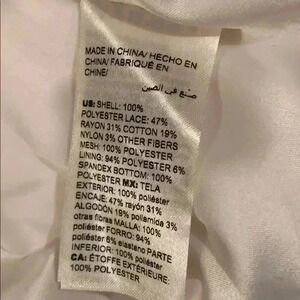 MADE IN CHINA/ HECHO EN
CHINA/ FABRIQUÉ EN
CHINE/
صنع في الصين
US: SHELL: 100%
POLYESTER LACE: 47%
RAYON 31% COTTON 19%
NYLON 3% OTHER FIBERS
MESH: 100% POLYESTER
LINING: 94% POLYESTER 6%
SPANDEX BOTTOM: 100%
POLYESTER MX: TELA
EXTERIOR: 100% poliéster
ENCAJE: 47% rayón 31%
ALGODÓN 19% poliamida 3%
otras fibras MALLA: 100%
poliéster FORRO: 94%
poliéster 6% elastano PARTE
INFERIOR: 100% poliéster
CA: ÉTOFFE EXTÉRIEURE:
100% POLYESTER